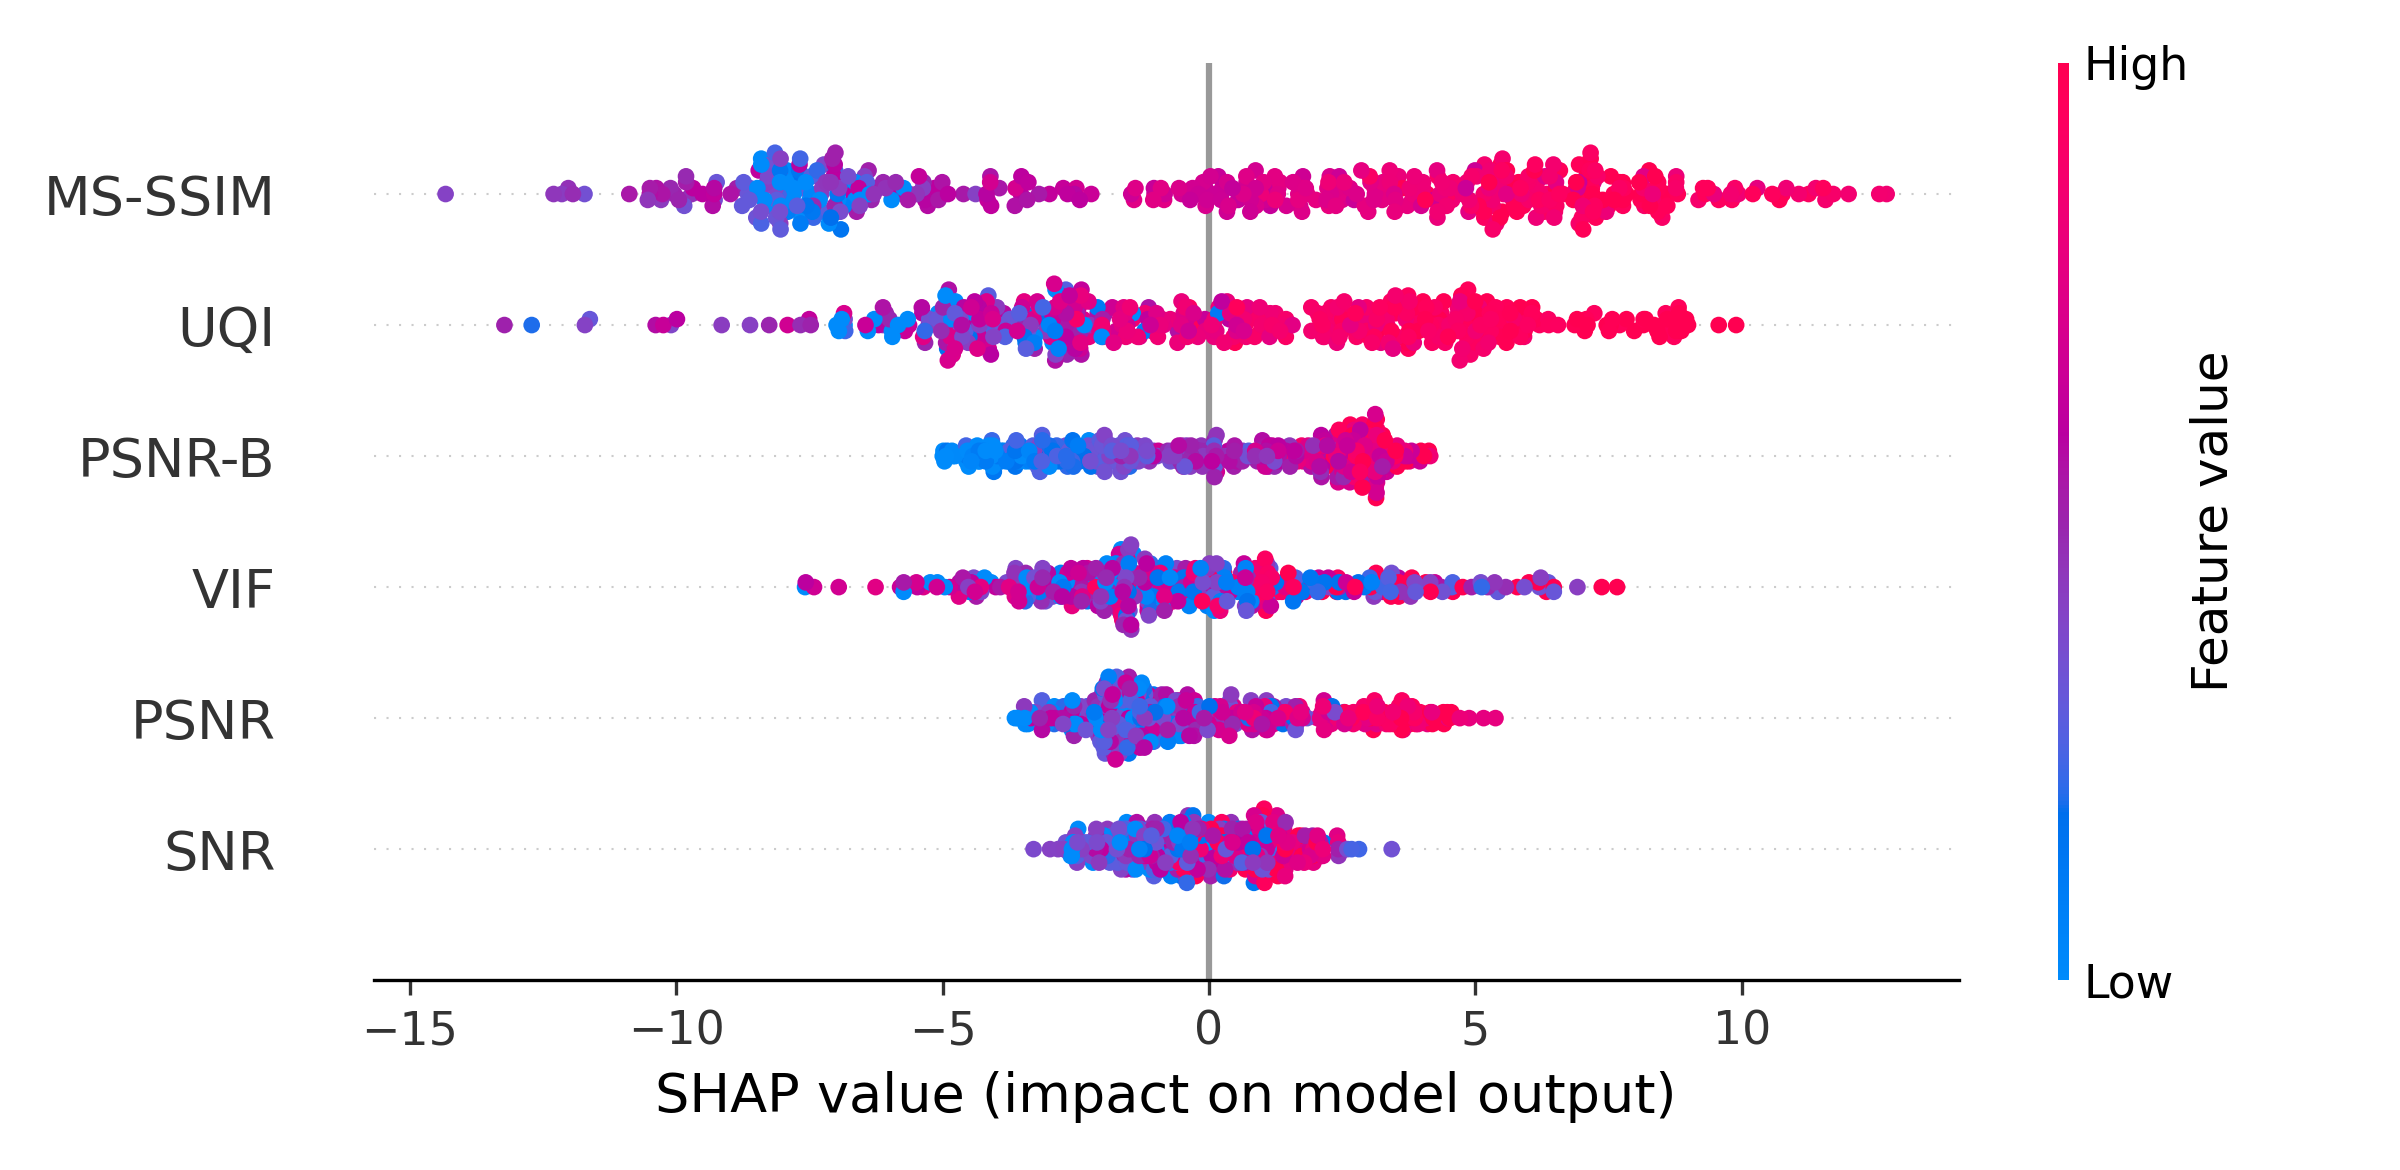 High
MS-SSIM
UQI
PSNR-B
VIF
PSNR
SNR
Feature value
Low
−15 −10 −5 0 5 10
SHAP value (impact on model output)